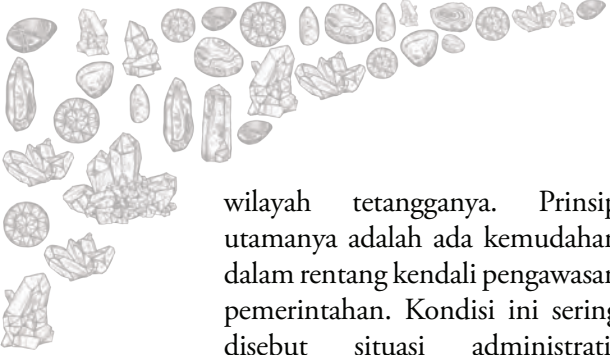 wilayah tetangganya. Prinsip
utamanya adalah ada kemudahan
dalam rentang kendali pengawasan
pemerintahan. Kondisi ini sering
disebut situasi